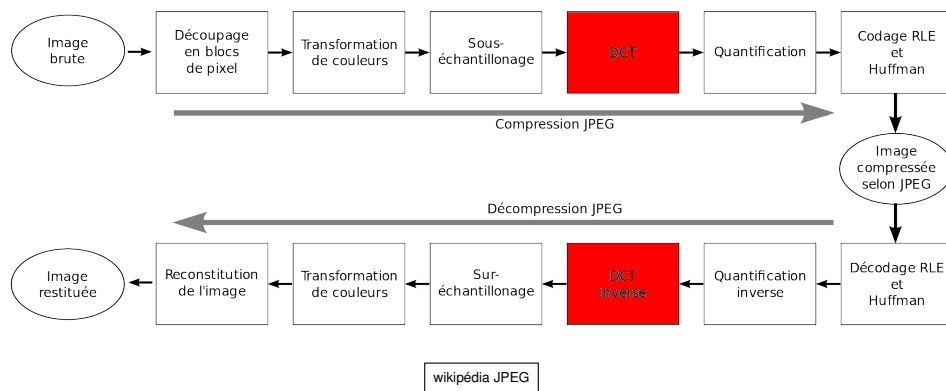 Image
brute
Découpage
en blocs
de pixel
Transformation
de couleurs
Sous-
échantillonage
DCT
Quantification
Codage RLE
et
Huffman
Compression JPEG
Image
compressée
selon JPEG
Décompression JPEG
Image
restituée
Reconstitution
de l'image
Transformation
de couleurs
Sur-
échantillonage
DCT
inverse
Quantification
inverse
Décodage RLE
et
Huffman
wikipédia JPEG